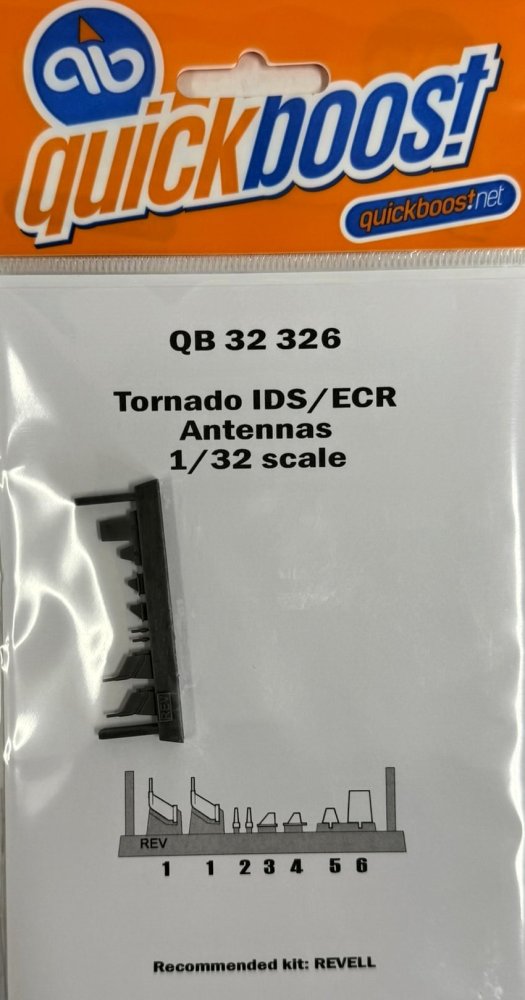 qb
quickboost
quickboost.net
QB 32 326
Tornado IDS/ECR
Antennas
1/32 scale
REV
REV
1 1 2 3 4 5 6
Recommended kit: REVELL